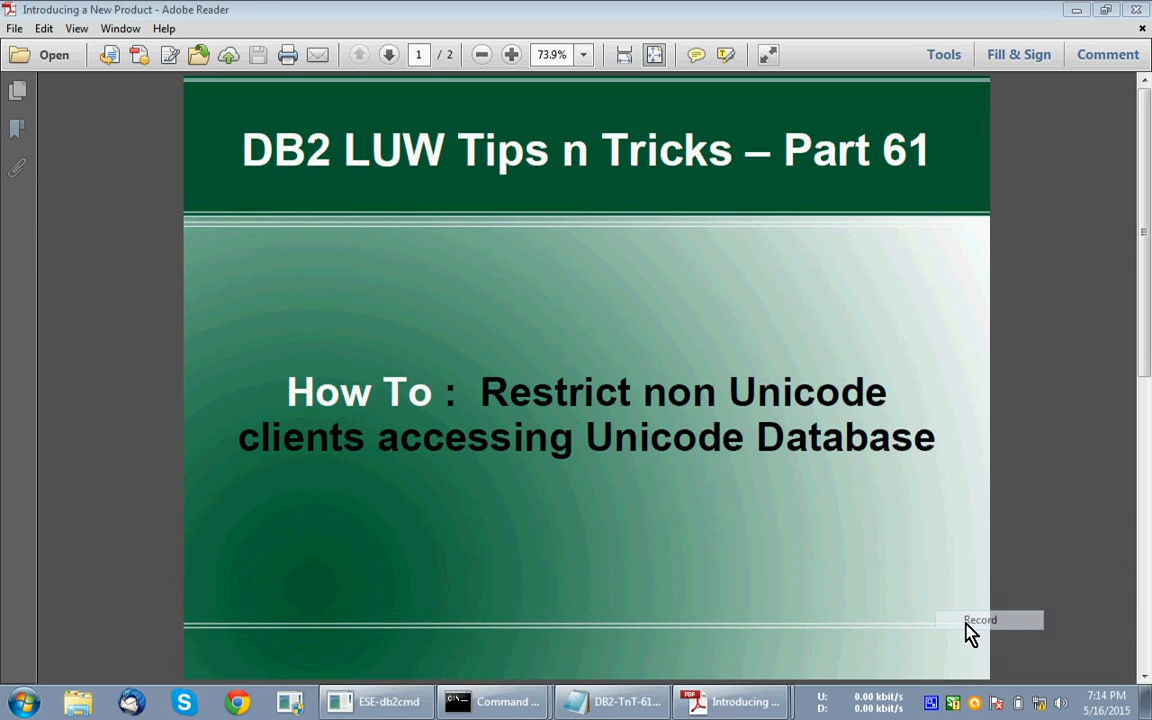 Introducing a New Product - Adobe Reader
File Edit View Window Help
Open 1 / 2 73.9% Tools Fill & Sign Comment
DB2 LUW Tips n Tricks – Part 61
How To : Restrict non Unicode
clients accessing Unicode Database
Record
ESE-db2cmd Command ... DB2-TnT-61... Introducing ...
U: 0.00 kbit/s
D: 0.00 kbit/s
7:14 PM
5/16/2015